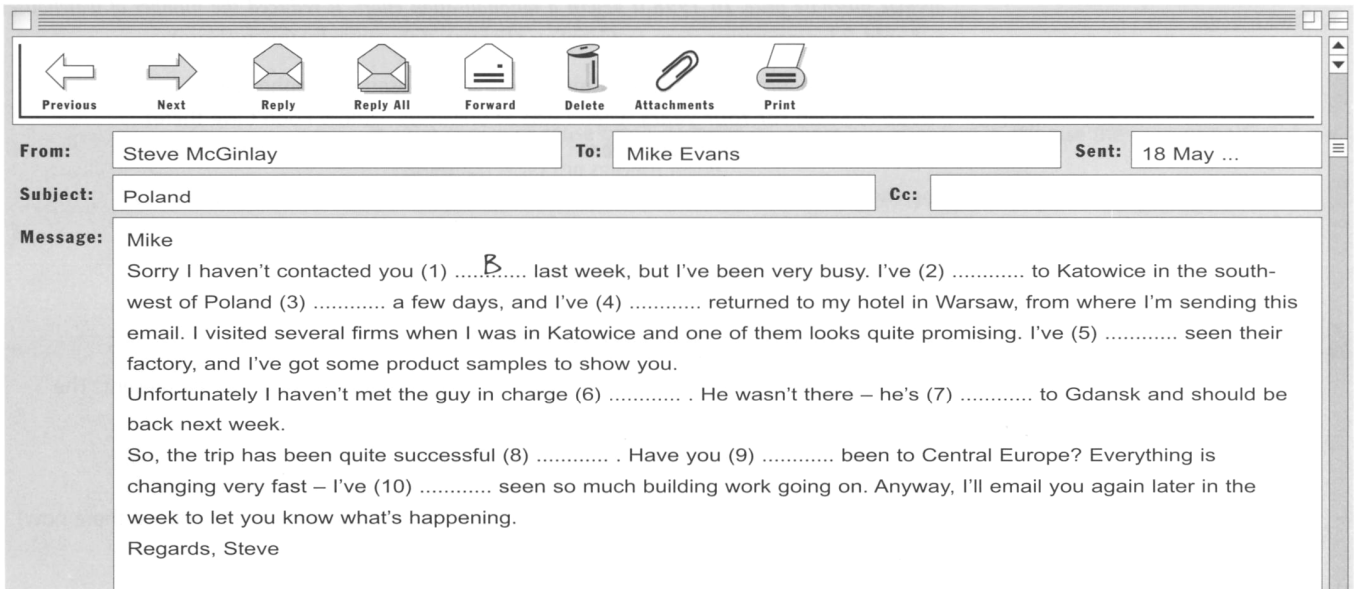 Previous Next Reply Reply All Forward Delete Attachments Print
From: Steve McGinlay To: Mike Evans Sent: 18 May ...
Subject: Poland Cc:
Message: Mike
Sorry I haven't contacted you (1) .....B...... last week, but I've been very busy. I've (2) ............ to Katowice in the south-
west of Poland (3) ............ a few days, and I've (4) ............ returned to my hotel in Warsaw, from where I'm sending this
email. I visited several firms when I was in Katowice and one of them looks quite promising. I've (5) ............ seen their
factory, and I've got some product samples to show you.
Unfortunately I haven't met the guy in charge (6) ............ . He wasn't there – he's (7) ............ to Gdansk and should be
back next week.
So, the trip has been quite successful (8) ............ . Have you (9) ............ been to Central Europe? Everything is
changing very fast – I've (10) ............ seen so much building work going on. Anyway, I'll email you again later in the
week to let you know what's happening.
Regards, Steve